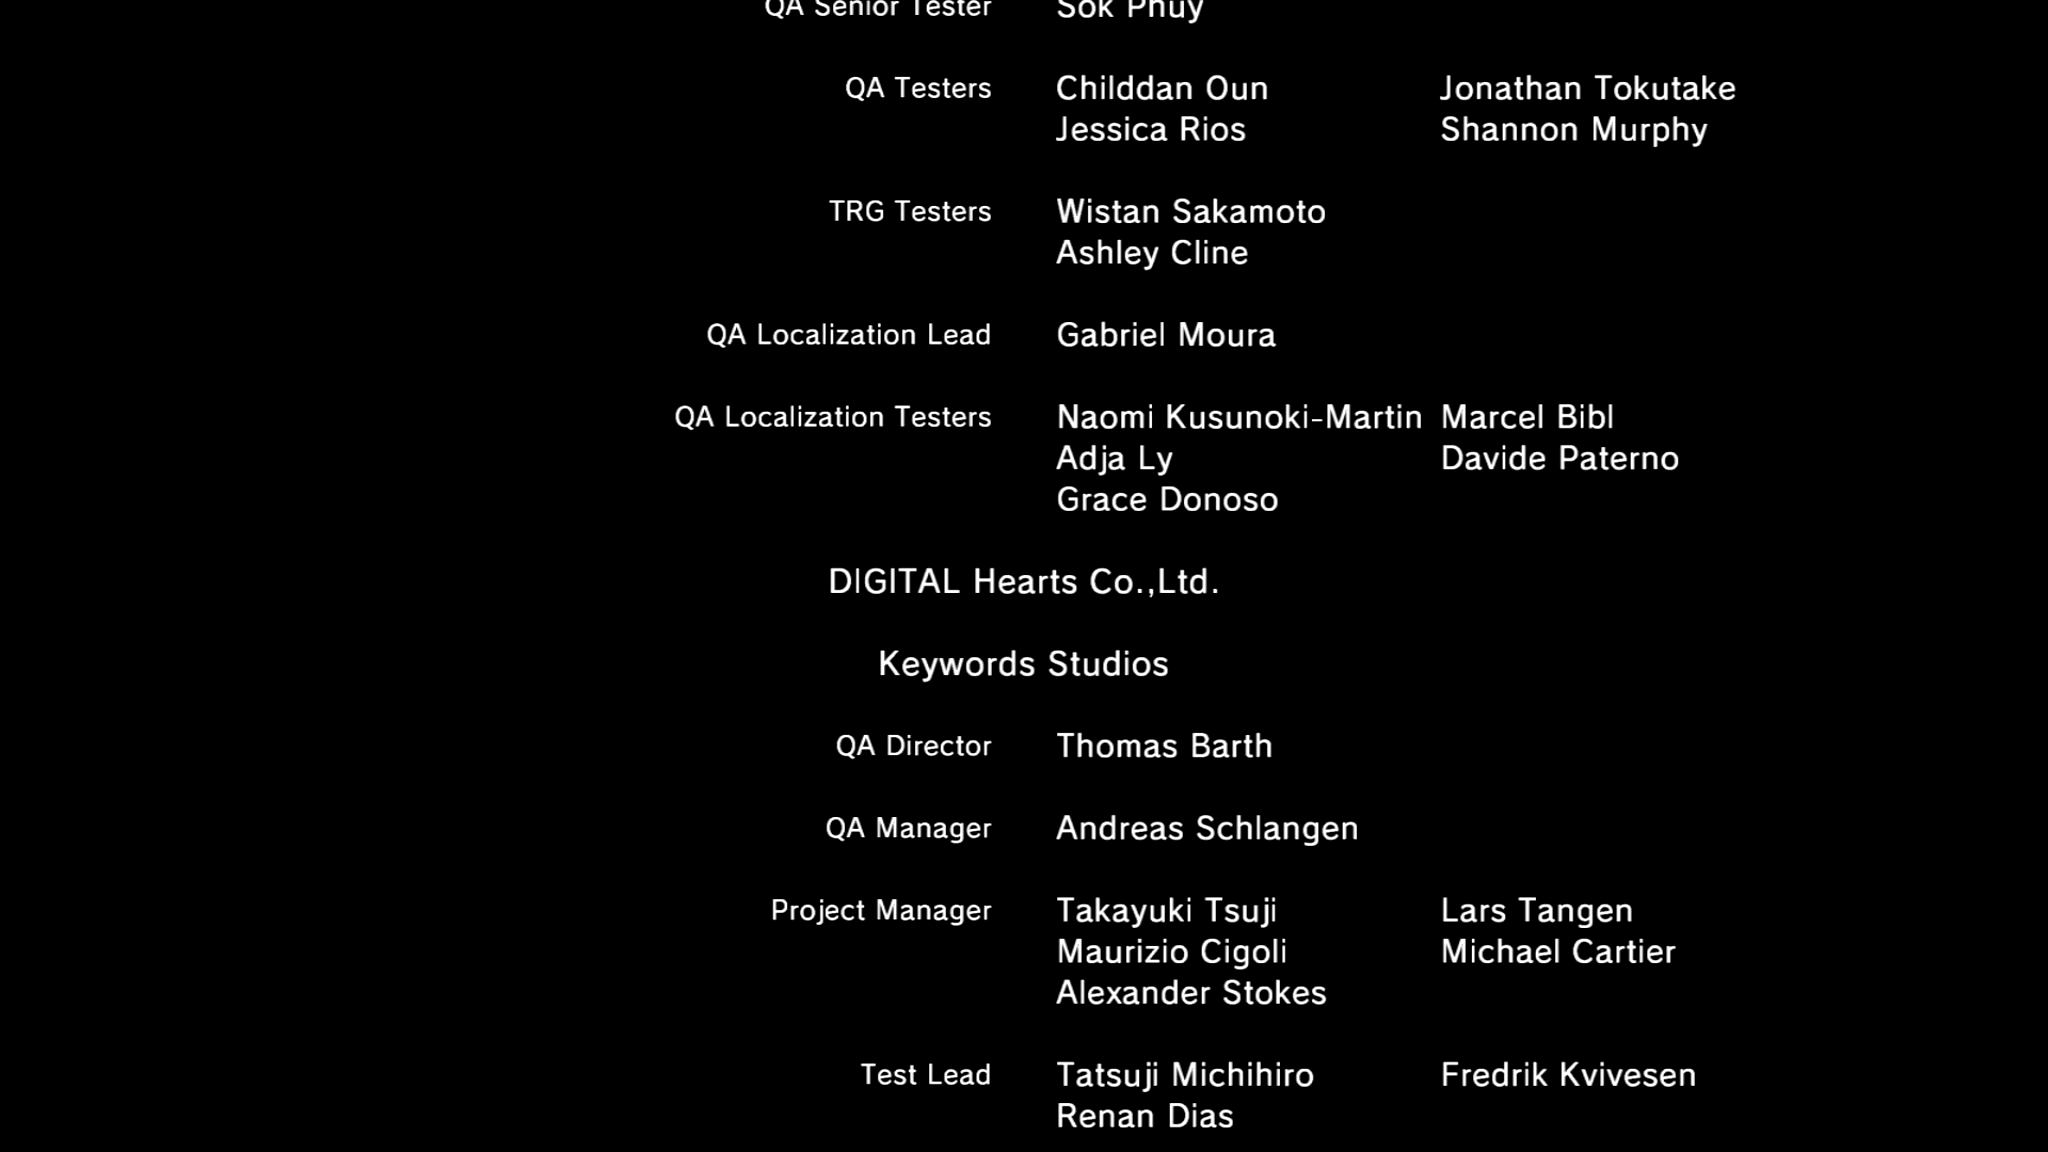 QA Senior Tester Sok Phuy
QA Testers Childdan Oun Jonathan Tokutake
Jessica Rios Shannon Murphy
TRG Testers Wistan Sakamoto
Ashley Cline
QA Localization Lead Gabriel Moura
QA Localization Testers Naomi Kusunoki-Martin Marcel Bibl
Adja Ly Davide Paterno
Grace Donoso
DIGITAL Hearts Co.,Ltd.
Keywords Studios
QA Director Thomas Barth
QA Manager Andreas Schlangen
Project Manager Takayuki Tsuji Lars Tangen
Maurizio Cigoli Michael Cartier
Alexander Stokes
Test Lead Tatsuji Michihiro Fredrik Kvivesen
Renan Dias